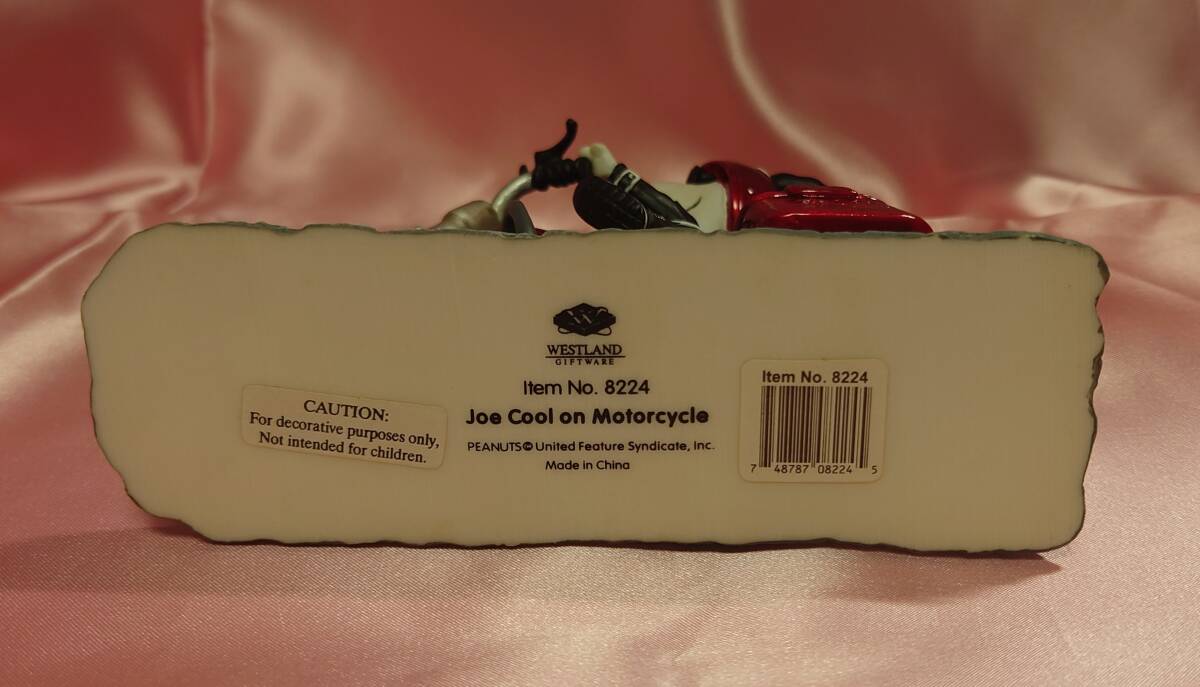 WESTLAND
GIFTWARE
Item No. 8224
Joe Cool on Motorcycle
PEANUTS© United Feature Syndicate, Inc.
Made in China
CAUTION:
For decorative purposes only,
Not intended for children.
Item No. 8224
7 48787 08224 5